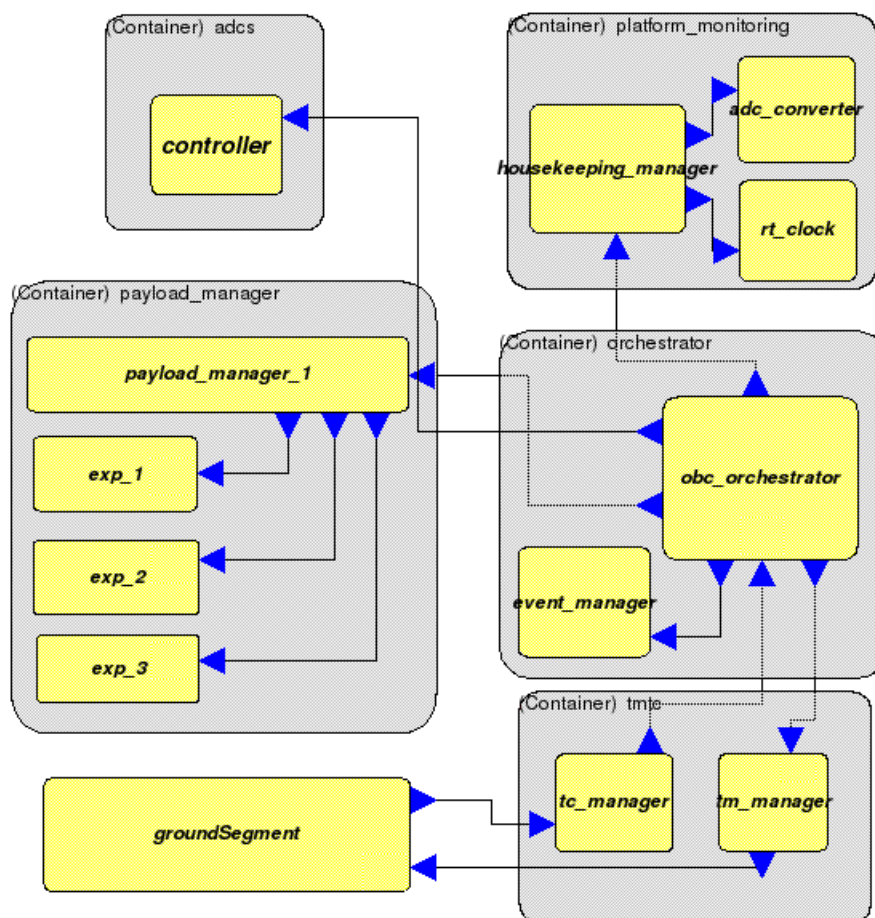 (Container) adcs
controller
(Container) platform_monitoring
adc_converter
housekeeping_manager
rt_clock
(Container) payload_manager
payload_manager_1
exp_1
exp_2
exp_3
(Container) orchestrator
obc_orchestrator
event_manager
(Container) tmtc
tc_manager
tm_manager
groundSegment